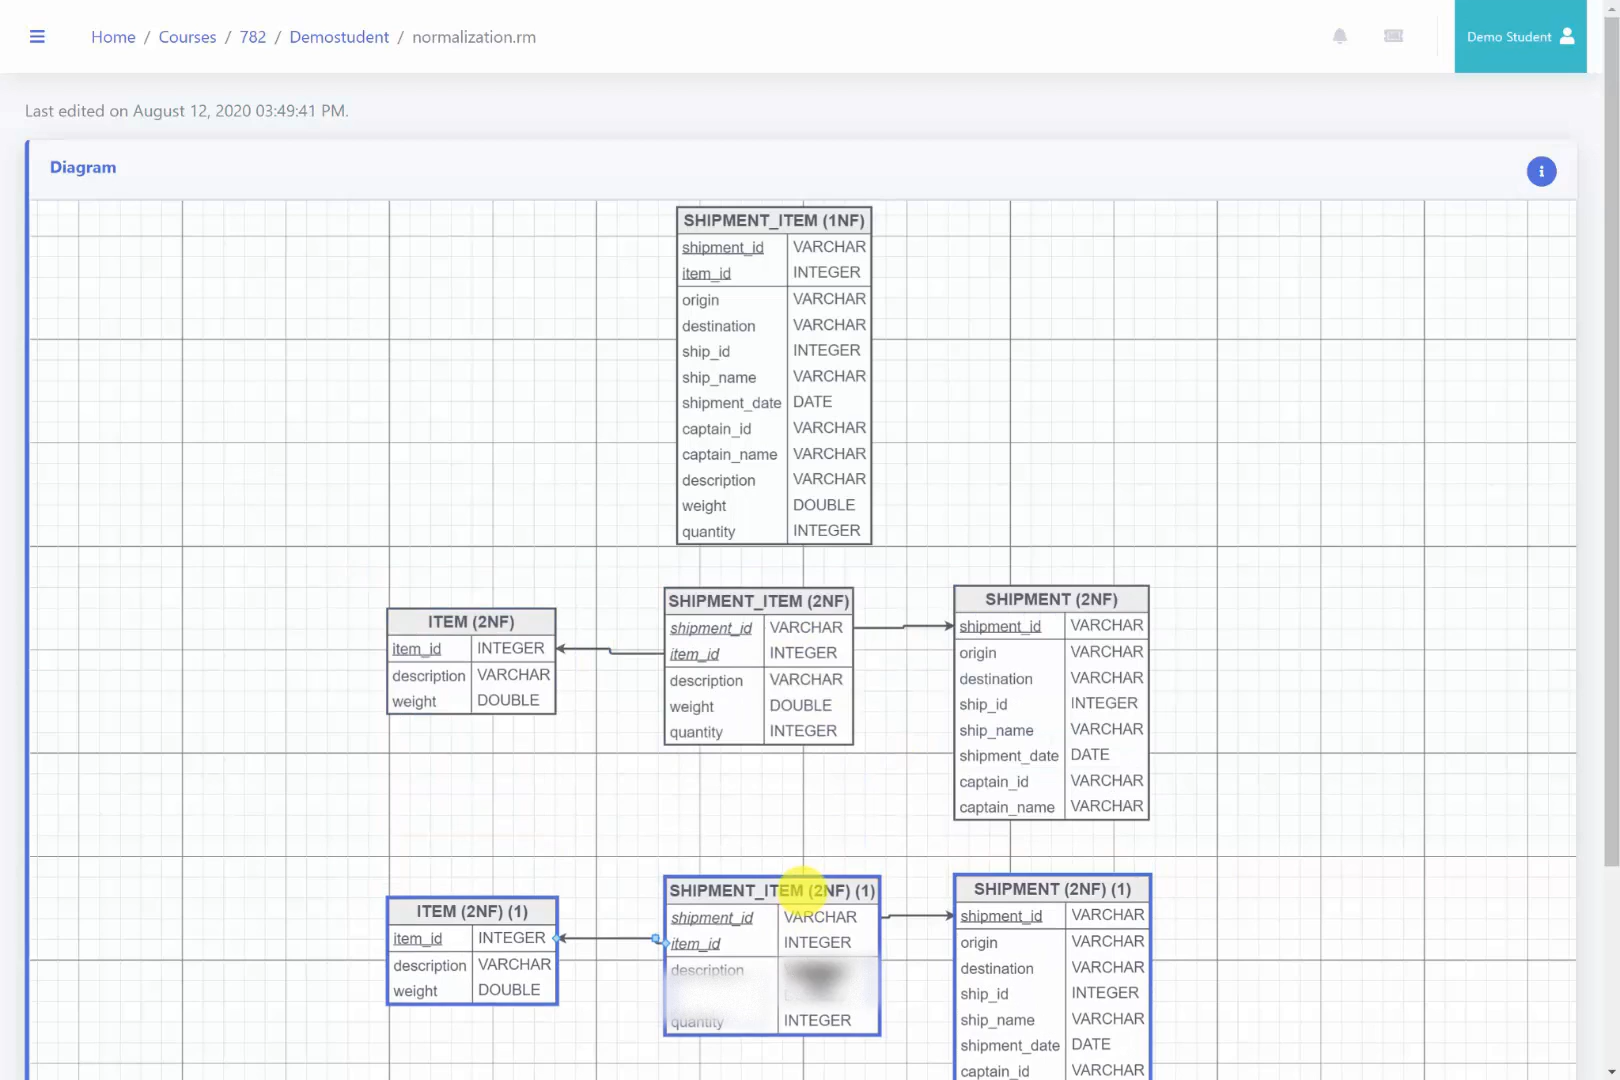 Home / Courses / 782 / Demostudent / normalization.rm
Demo Student
Last edited on August 12, 2020 03:49:41 PM.
Diagram
i
SHIPMENT_ITEM (1NF)
shipment_id VARCHAR
item_id INTEGER
origin VARCHAR
destination VARCHAR
ship_id INTEGER
ship_name VARCHAR
shipment_date DATE
captain_id VARCHAR
captain_name VARCHAR
description VARCHAR
weight DOUBLE
quantity INTEGER
ITEM (2NF)
item_id INTEGER
description VARCHAR
weight DOUBLE
SHIPMENT_ITEM (2NF)
shipment_id VARCHAR
item_id INTEGER
description VARCHAR
weight DOUBLE
quantity INTEGER
SHIPMENT (2NF)
shipment_id VARCHAR
origin VARCHAR
destination VARCHAR
ship_id INTEGER
ship_name VARCHAR
shipment_date DATE
captain_id VARCHAR
captain_name VARCHAR
ITEM (2NF) (1)
item_id INTEGER
description VARCHAR
weight DOUBLE
SHIPMENT_ITEM (2NF) (1)
shipment_id VARCHAR
item_id INTEGER
description
quantity INTEGER
SHIPMENT (2NF) (1)
shipment_id VARCHAR
origin VARCHAR
destination VARCHAR
ship_id INTEGER
ship_name VARCHAR
shipment_date DATE
captain_id VARCHAR